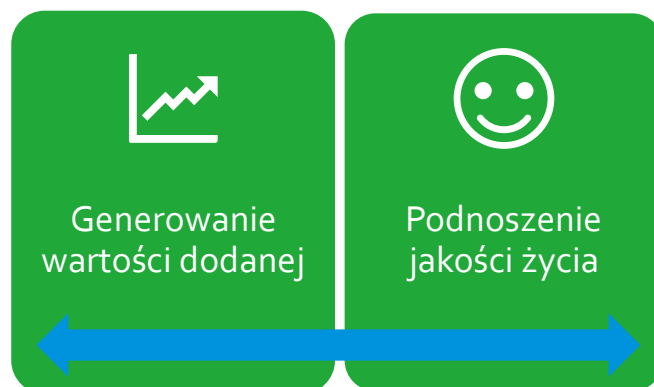 Generowanie
wartości dodanej
Podnoszenie
jakości życia